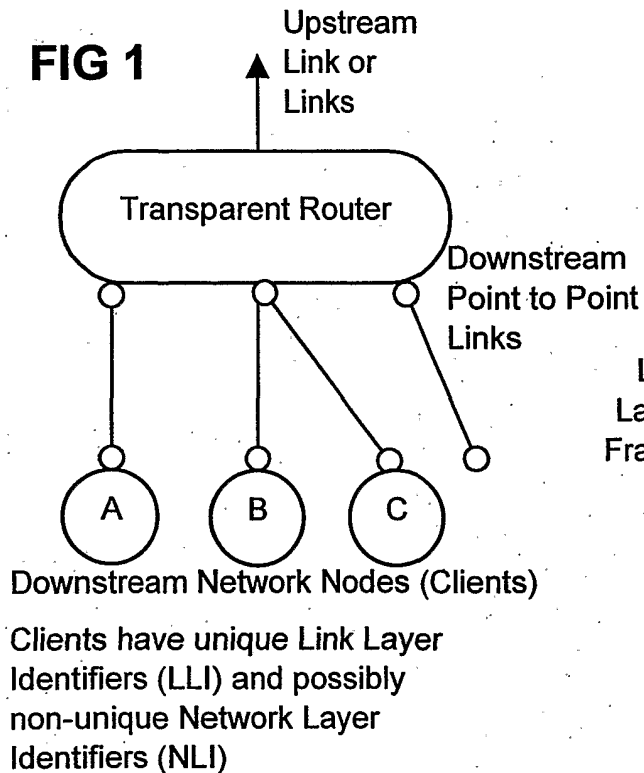 FIG 1
Upstream
Link or
Links
Transparent Router
Downstream
Point to Point
Links
A
B
C
Downstream Network Nodes (Clients)
Clients have unique Link Layer
Identifiers (LLI) and possibly
non-unique Network Layer
Identifiers (NLI)